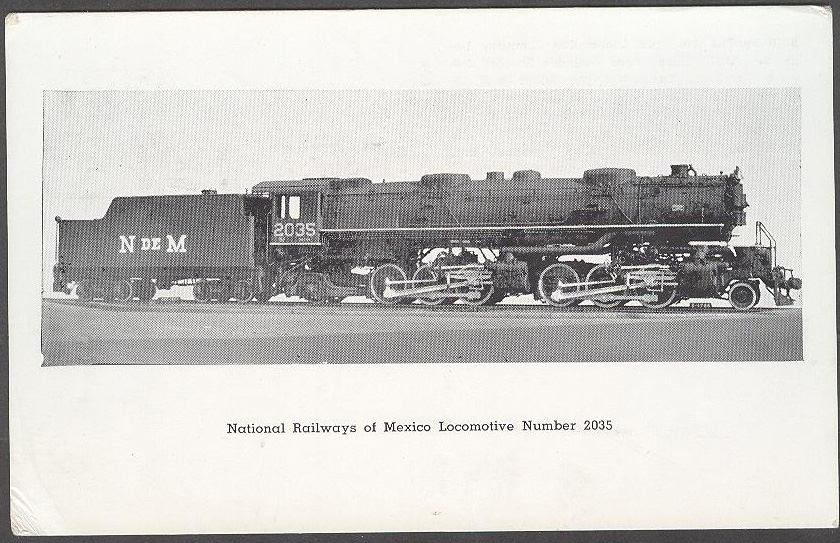 N DE M
2035
National Railways of Mexico Locomotive Number 2035